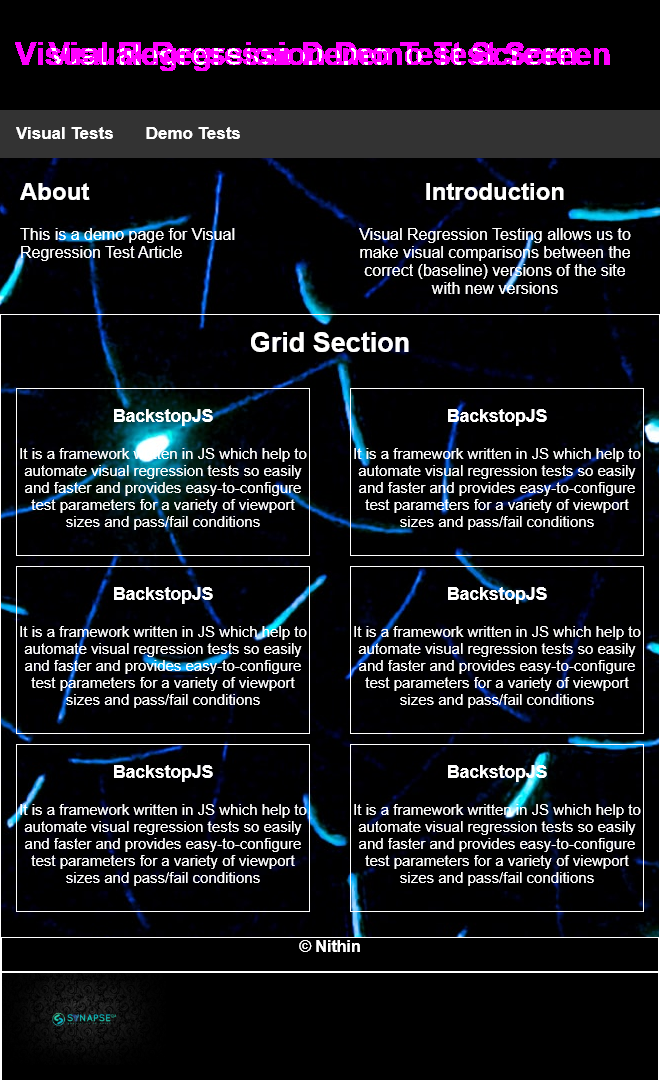 Visual Regression Demo Test Screen
Visual Tests Demo Tests
About
This is a demo page for Visual
Regression Test Article
Introduction
Visual Regression Testing allows us to
make visual comparisons between the
correct (baseline) versions of the site
with new versions
Grid Section
BackstopJS
It is a framework written in JS which help to
automate visual regression tests so easily
and faster and provides easy-to-configure
test parameters for a variety of viewport
sizes and pass/fail conditions
BackstopJS
It is a framework written in JS which help to
automate visual regression tests so easily
and faster and provides easy-to-configure
test parameters for a variety of viewport
sizes and pass/fail conditions
BackstopJS
It is a framework written in JS which help to
automate visual regression tests so easily
and faster and provides easy-to-configure
test parameters for a variety of viewport
sizes and pass/fail conditions
BackstopJS
It is a framework written in JS which help to
automate visual regression tests so easily
and faster and provides easy-to-configure
test parameters for a variety of viewport
sizes and pass/fail conditions
BackstopJS
It is a framework written in JS which help to
automate visual regression tests so easily
and faster and provides easy-to-configure
test parameters for a variety of viewport
sizes and pass/fail conditions
BackstopJS
It is a framework written in JS which help to
automate visual regression tests so easily
and faster and provides easy-to-configure
test parameters for a variety of viewport
sizes and pass/fail conditions
© Nithin
SYNAPSE